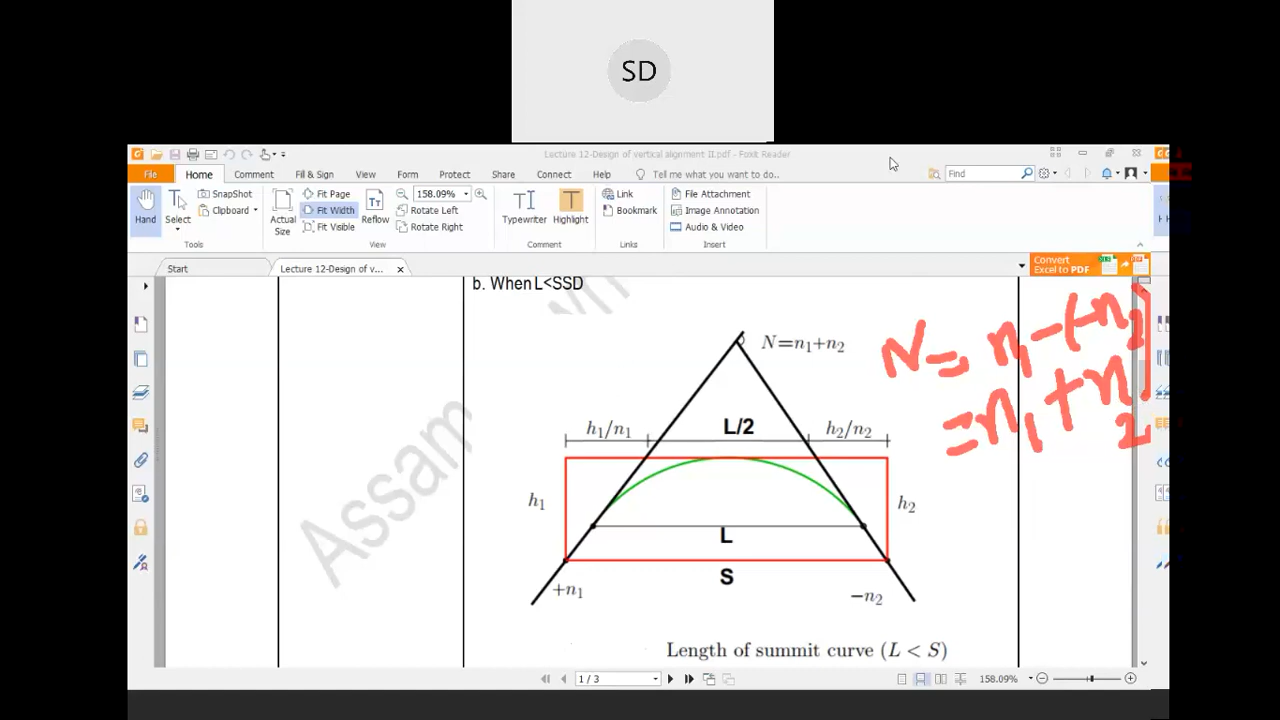 SD
Lecture 12-Design of vertical alignment II.pdf - Foxit Reader
File Home Comment Fill & Sign View Form Protect Share Connect Help Tell me what you want to do.. Find
Hand
Select
SnapShot
Clipboard
Tools
Actual Size
Fit Page
Fit Width
Fit Visible
Reflow
158.09%
Rotate Left
Rotate Right
View
Typewriter
Highlight
Comment
Link
Bookmark
Links
File Attachment
Image Annotation
Audio & Video
Insert
Start
Lecture 12-Design of v...
Convert
Excel to PDF
b. When L<SSD
N=n₁+n₂
N = n₁ - (-n₂)
= n₁ + n₂
h₁/n₁
L/2
h₂/n₂
h₁
h₂
L
S
+n₁
−n₂
Assam
Length of summit curve (L < S)
1 / 3
158.09%